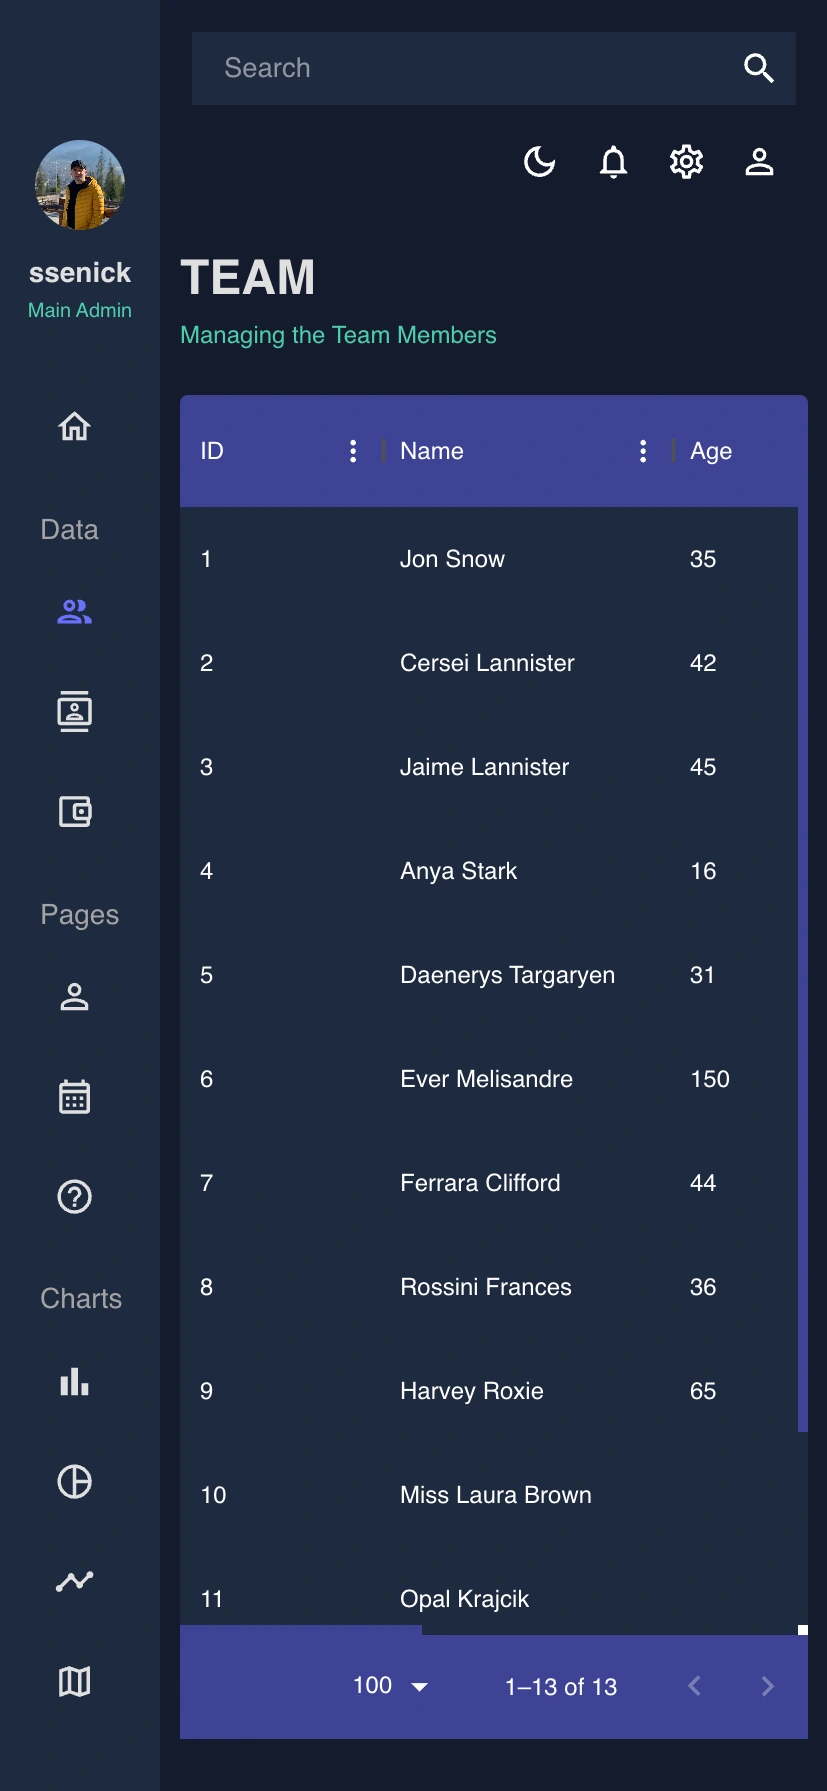 Search
ssenick
Main Admin
Data
Pages
Charts
TEAM
Managing the Team Members
ID Name Age
1 Jon Snow 35
2 Cersei Lannister 42
3 Jaime Lannister 45
4 Anya Stark 16
5 Daenerys Targaryen 31
6 Ever Melisandre 150
7 Ferrara Clifford 44
8 Rossini Frances 36
9 Harvey Roxie 65
10 Miss Laura Brown
11 Opal Krajcik
100 1–13 of 13